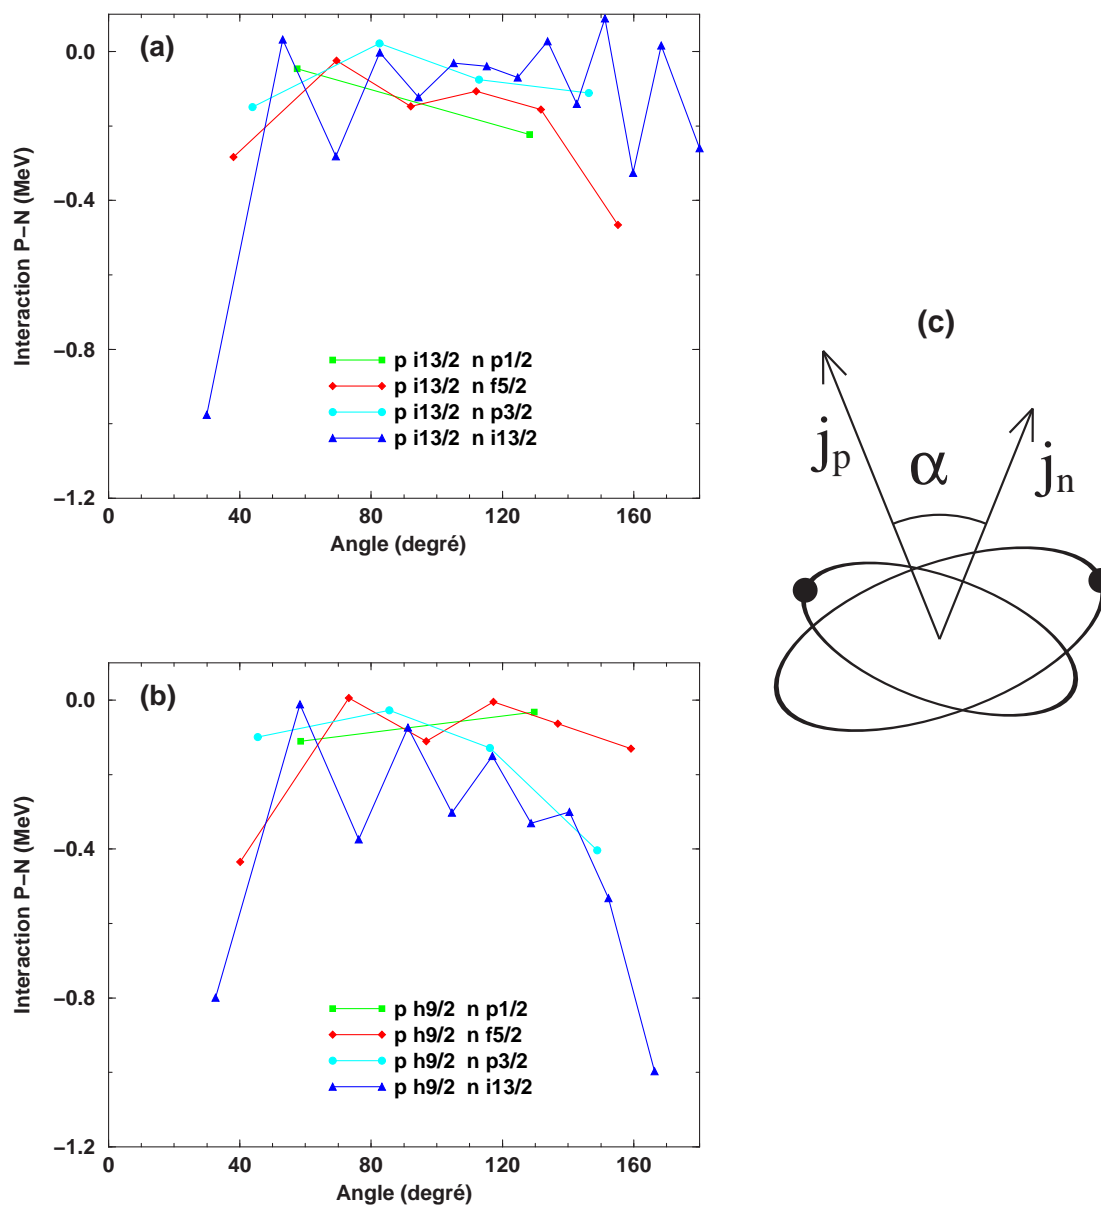 (a)
0.0
−0.4
−0.8
−1.2
Interaction P−N (MeV)
p i13/2 n p1/2
p i13/2 n f5/2
p i13/2 n p3/2
p i13/2 n i13/2
0 40 80 120 160
Angle (degré)
(c)
jp
α
jn
(b)
0.0
−0.4
−0.8
−1.2
Interaction P−N (MeV)
p h9/2 n p1/2
p h9/2 n f5/2
p h9/2 n p3/2
p h9/2 n i13/2
0 40 80 120 160
Angle (degré)